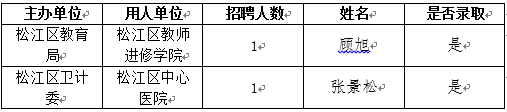 主办单位 用人单位 招聘人数 姓名 是否录取
松江区教育局 松江区教师进修学院 1 顾旭 是
松江区卫计委 松江区中心医院 1 张景松 是